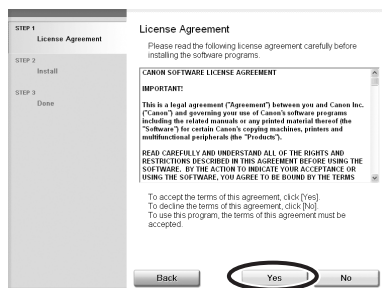 STEP 1
License Agreement
STEP 2
Install
STEP 3
Done
License Agreement
Please read the following license agreement carefully before
installing the software programs.
CANON SOFTWARE LICENSE AGREEMENT
IMPORTANT!
This is a legal agreement ("Agreement") between you and Canon Inc.
("Canon") and governing your use of Canon's software programs
including the related manuals or any printed material thereof (the
"Software") for certain Canon's copying machines, printers and
multifunctional peripherals (the "Products").
READ CAREFULLY AND UNDERSTAND ALL OF THE RIGHTS AND
RESTRICTIONS DESCRIBED IN THIS AGREEMENT BEFORE USING THE
SOFTWARE. BY THE ACTION TO INDICATE YOUR ACCEPTANCE OR
USING THE SOFTWARE, YOU AGREE TO BE BOUND BY THE TERMS
To accept the terms of this agreement, click [Yes].
To decline the terms of this agreement, click [No].
To use this program, the terms of this agreement must be
accepted.
Back
Yes
No